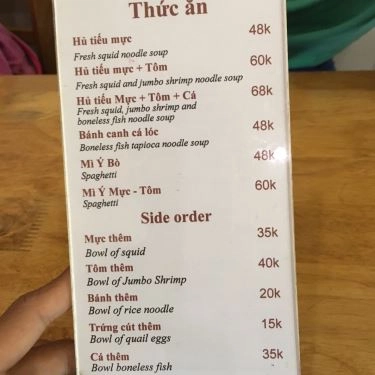 Thức ăn
Hủ tiếu mực 48k
Fresh squid noodle soup
Hủ tiếu mực + Tôm 60k
Fresh squid and jumbo shrimp noodle soup
Hủ tiếu Mực + Tôm + Cá 68k
Fresh squid, jumbo shrimp and
boneless fish noodle soup
Bánh canh cá lóc 48k
Boneless fish tapioca noodle soup
Mì Ý Bò 48k
Spaghetti
Mì Ý Mực - Tôm 60k
Spaghetti
Side order
Mực thêm 35k
Bowl of squid
Tôm thêm 40k
Bowl of Jumbo Shrimp
Bánh thêm 20k
Bowl of rice noodle
Trứng cút thêm 15k
Bowl of quail eggs
Cá thêm 35k
Bowl boneless fish